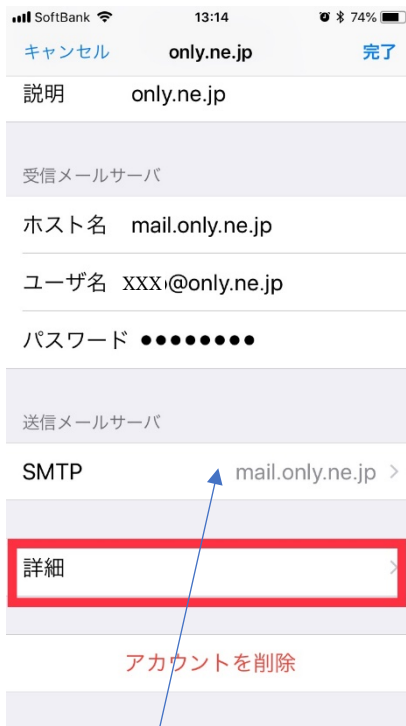 SoftBank 13:14 74%
キャンセル only.ne.jp 完了
説明 only.ne.jp
受信メールサーバ
ホスト名 mail.only.ne.jp
ユーザ名 XXX@only.ne.jp
パスワード ●●●●●●●●
送信メールサーバ
SMTP mail.only.ne.jp >
詳細 >
アカウントを削除